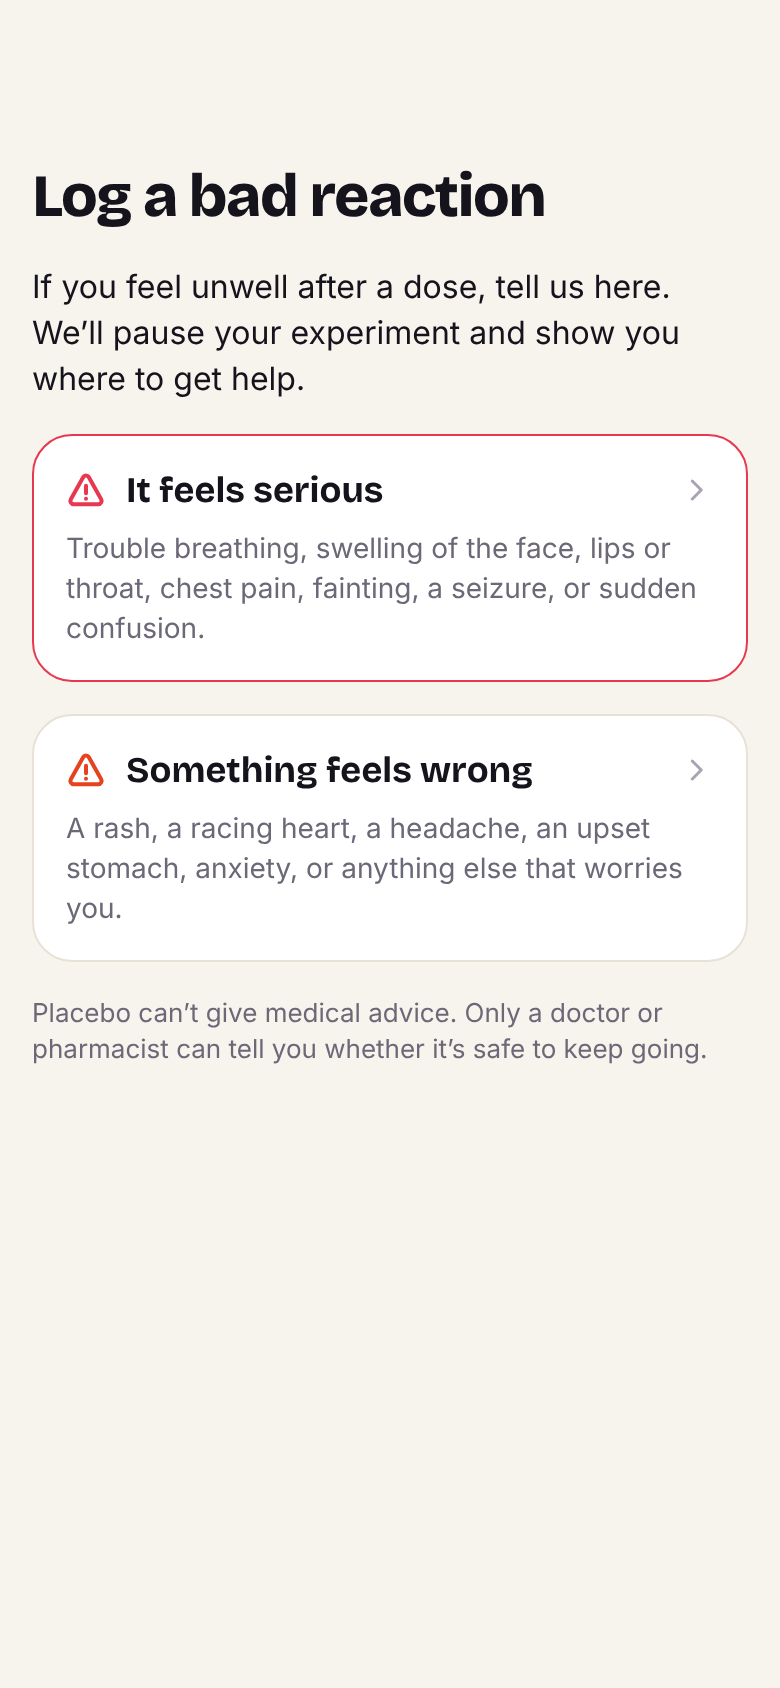 Log a bad reaction
If you feel unwell after a dose, tell us here.
We’ll pause your experiment and show you
where to get help.
It feels serious
Trouble breathing, swelling of the face, lips or
throat, chest pain, fainting, a seizure, or sudden
confusion.
Something feels wrong
A rash, a racing heart, a headache, an upset
stomach, anxiety, or anything else that worries
you.
Placebo can’t give medical advice. Only a doctor or
pharmacist can tell you whether it’s safe to keep going.